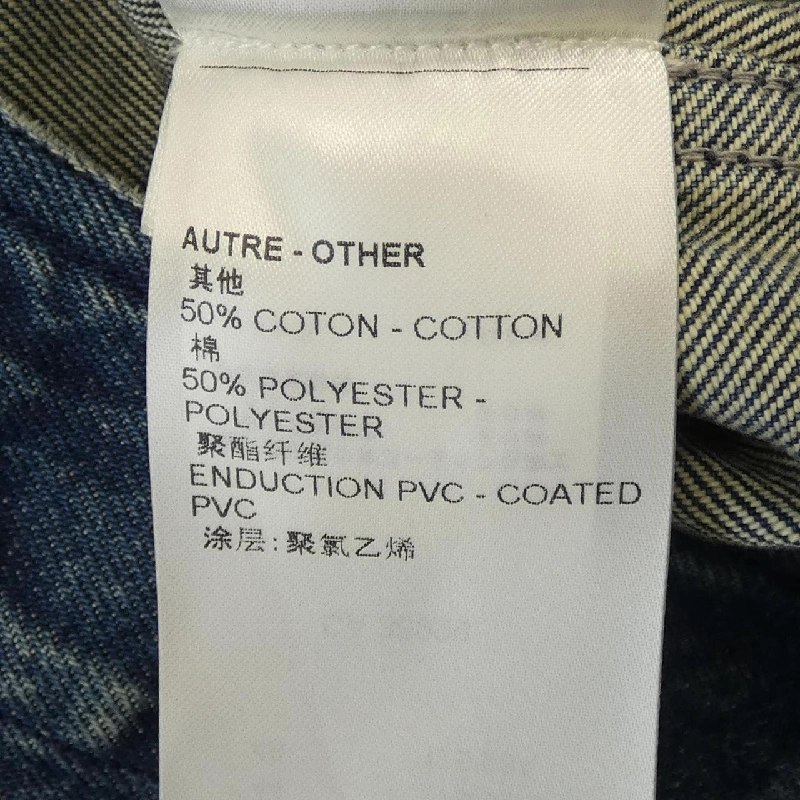 AUTRE - OTHER
其他
50% COTON - COTTON
棉
50% POLYESTER -
POLYESTER
聚酯纤维
ENDUCTION PVC - COATED
PVC
涂层:聚氯乙烯